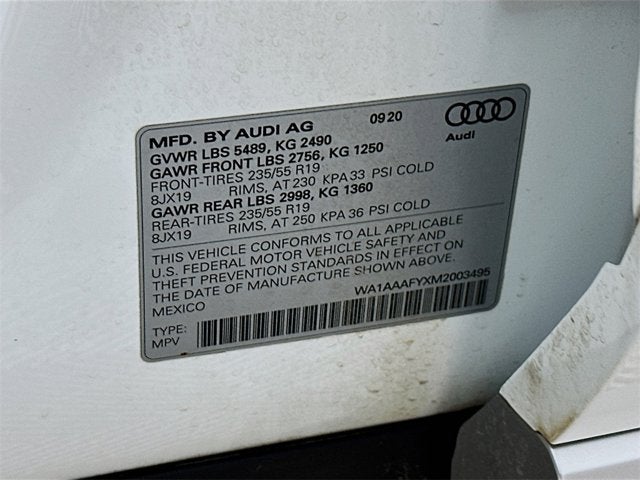 MFD. BY AUDI AG 09 20
Audi
GVWR LBS 5489, KG 2490
GAWR FRONT LBS 2756, KG 1250
FRONT-TIRES 235/55 R19
8JX19 RIMS, AT 230 KPA 33 PSI COLD
GAWR REAR LBS 2998, KG 1360
REAR-TIRES 235/55 R19
8JX19 RIMS, AT 250 KPA 36 PSI COLD
THIS VEHICLE CONFORMS TO ALL APPLICABLE
U.S. FEDERAL MOTOR VEHICLE SAFETY AND
THEFT PREVENTION STANDARDS IN EFFECT ON
THE DATE OF MANUFACTURE SHOWN ABOVE.
MEXICO WA1AAAFYXM2003495
TYPE:
MPV